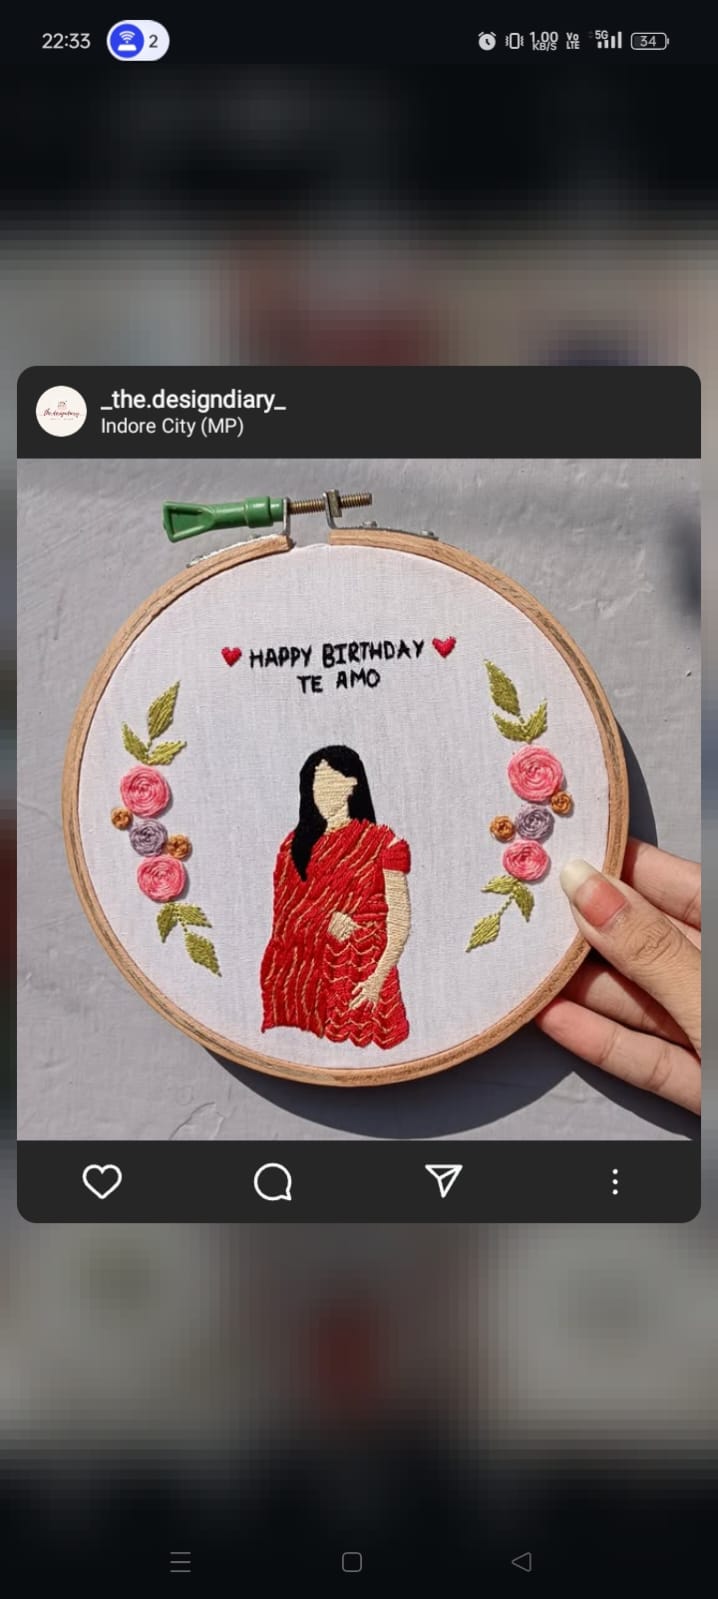 22:33
2
1.00 KB/S
Vo LTE
5G
34
_the.designdiary_
Indore City (MP)
HAPPY BIRTHDAY
TE AMO